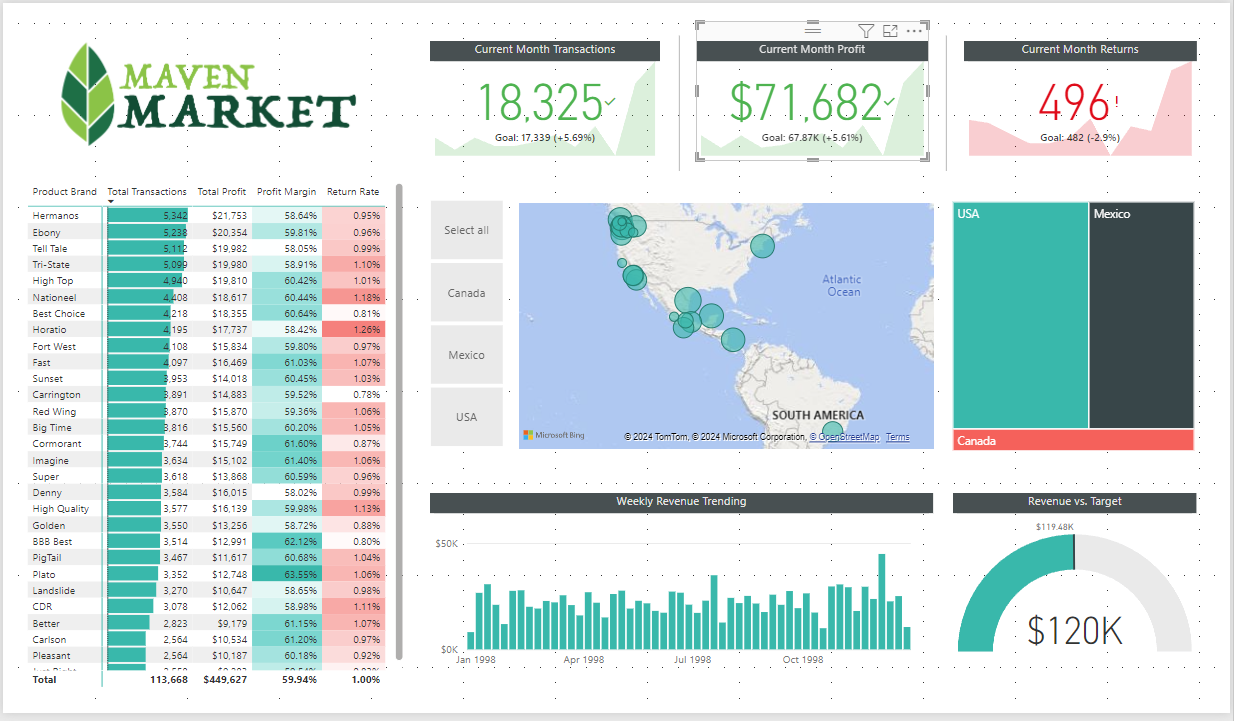 MAVEN
MARKET
Current Month Transactions
18,325
Goal: 17,339 (+5.69%)
Current Month Profit
$71,682
Goal: 67.87K (+5.61%)
Current Month Returns
496!
Goal: 482 (-2.9%)
Product Brand Total Transactions Total Profit Profit Margin Return Rate
Hermanos 5,342 $21,753 58.64% 0.95%
Ebony 5,238 $20,354 59.81% 0.96%
Tell Tale 5,112 $19,982 58.05% 0.99%
Tri-State 5,099 $19,980 58.91% 1.10%
High Top 4,940 $19,810 60.42% 1.01%
Nationeel 4,408 $18,617 60.44% 1.18%
Best Choice 4,218 $18,355 60.64% 0.81%
Horatio 4,195 $17,737 58.42% 1.26%
Fort West 4,108 $15,834 59.80% 0.97%
Fast 4,097 $16,469 61.03% 1.07%
Sunset 3,953 $14,018 60.45% 1.03%
Carrington 3,891 $14,883 59.52% 0.78%
Red Wing 3,870 $15,870 59.36% 1.06%
Big Time 3,816 $15,560 60.20% 1.05%
Cormorant 3,744 $15,749 61.60% 0.87%
Imagine 3,634 $15,102 61.40% 1.06%
Super 3,618 $13,868 60.59% 0.96%
Denny 3,584 $16,015 58.02% 0.99%
High Quality 3,577 $16,139 59.98% 1.13%
Golden 3,550 $13,256 58.72% 0.88%
BBB Best 3,514 $12,991 62.12% 0.80%
PigTail 3,467 $11,617 60.68% 1.04%
Plato 3,352 $12,748 63.55% 1.06%
Landslide 3,270 $10,647 58.65% 0.98%
CDR 3,078 $12,062 58.98% 1.11%
Better 2,823 $9,179 61.15% 1.07%
Carlson 2,564 $10,534 61.20% 0.97%
Pleasant 2,564 $10,187 60.18% 0.92%
Total 113,668 $449,627 59.94% 1.00%
Select all
Canada
Mexico
USA
Atlantic
Ocean
SOUTH AMERICA
Microsoft Bing
© 2024 TomTom, © 2024 Microsoft Corporation, © OpenStreetMap Terms
USA
Mexico
Canada
Weekly Revenue Trending
$50K
$0K
Jan 1998 Apr 1998 Jul 1998 Oct 1998
Revenue vs. Target
$119.48K
$120K